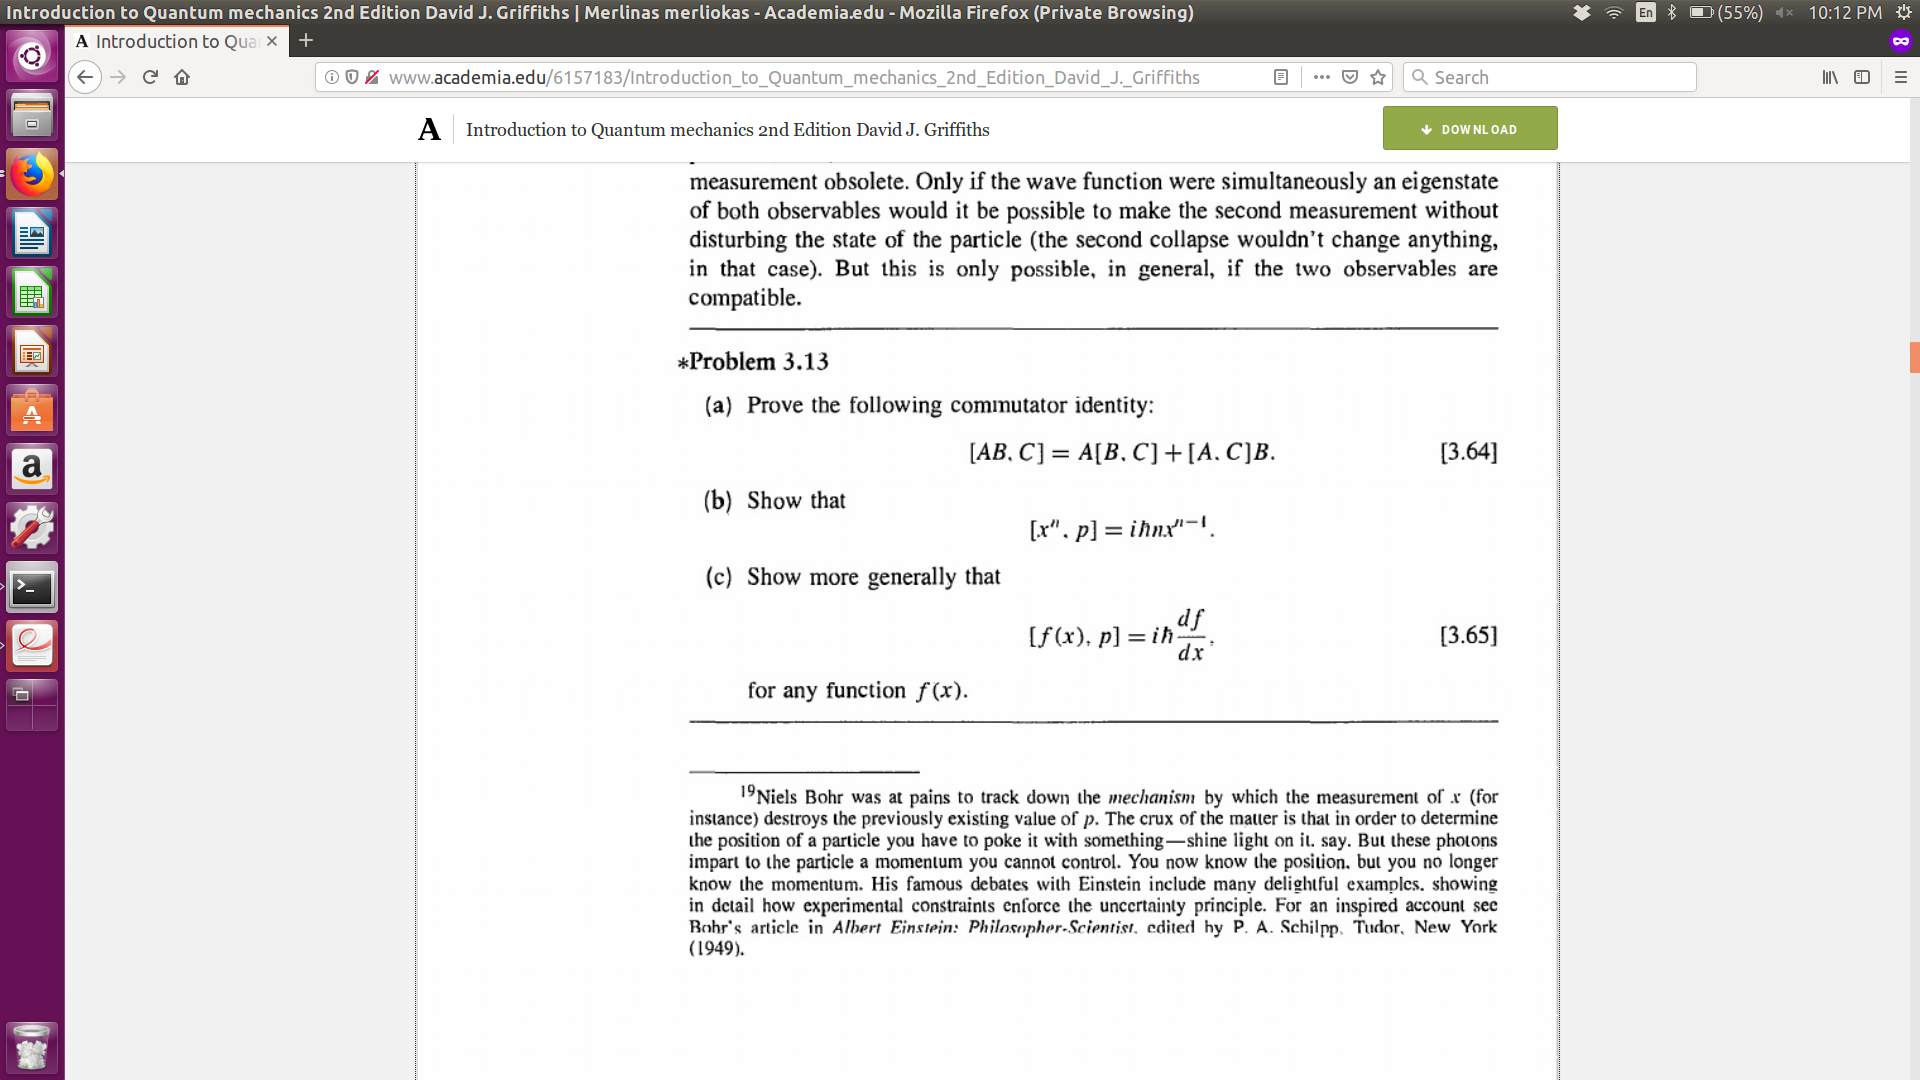 Introduction to Quantum mechanics 2nd Edition David J. Griffiths | Merlinas merliokas - Academia.edu - Mozilla Firefox (Private Browsing)
En
(55%)
10:12 PM
A Introduction to Qua
www.academia.edu/6157183/Introduction_to_Quantum_mechanics_2nd_Edition_David_J._Griffiths
Search
A Introduction to Quantum mechanics 2nd Edition David J. Griffiths
DOWNLOAD
measurement obsolete. Only if the wave function were simultaneously an eigenstate
of both observables would it be possible to make the second measurement without
disturbing the state of the particle (the second collapse wouldn't change anything,
in that case). But this is only possible, in general, if the two observables are
compatible.
*Problem 3.13
(a) Prove the following commutator identity:
[AB, C] = A[B, C] + [A, C]B. [3.64]
(b) Show that
[xⁿ, p] = iħnxⁿ⁻¹.
(c) Show more generally that
[f(x), p] = iħ df/dx, [3.65]
for any function f(x).
¹⁹Niels Bohr was at pains to track down the mechanism by which the measurement of x (for
instance) destroys the previously existing value of p. The crux of the matter is that in order to determine
the position of a particle you have to poke it with something—shine light on it, say. But these photons
impart to the particle a momentum you cannot control. You now know the position, but you no longer
know the momentum. His famous debates with Einstein include many delightful examples, showing
in detail how experimental constraints enforce the uncertainty principle. For an inspired account see
Bohr's article in Albert Einstein: Philosopher-Scientist, edited by P. A. Schilpp, Tudor, New York
(1949).